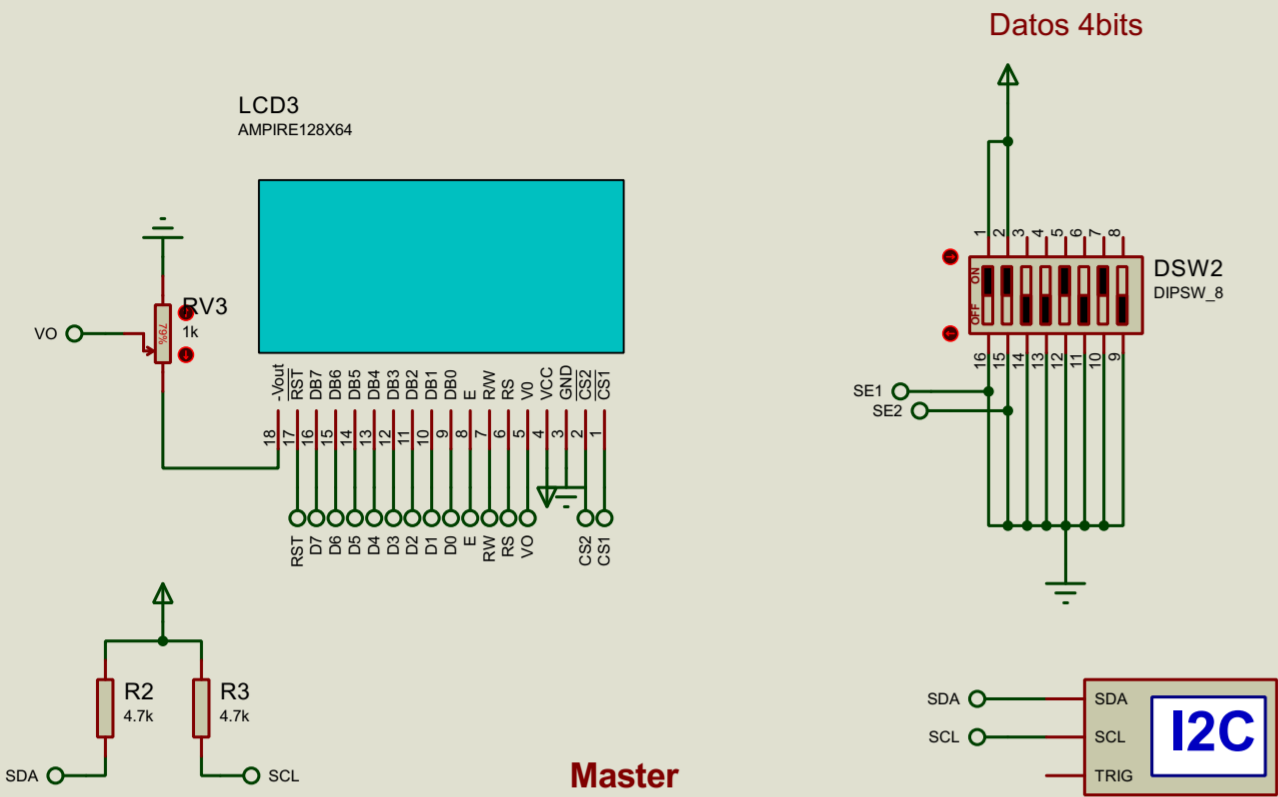 Datos 4bits
LCD3
AMPIRE128X64
RV3
1k
79%
VO
-Vout
RST
DB7
DB6
DB5
DB4
DB3
DB2
DB1
DB0
E
R/W
RS
V0
VCC
GND
CS2
CS1
18
17
16
15
14
13
12
11
10
9
8
7
6
5
4
3
2
1
RST
D7
D6
D5
D4
D3
D2
D1
D0
E
RW
RS
VO
CS2
CS1
1
2
3
4
5
6
7
8
ON
OFF
DSW2
DIPSW_8
16
15
14
13
12
11
10
9
SE1
SE2
R2
4.7k
R3
4.7k
SDA
SCL
Master
SDA
SCL
SDA
SCL
TRIG
I2C